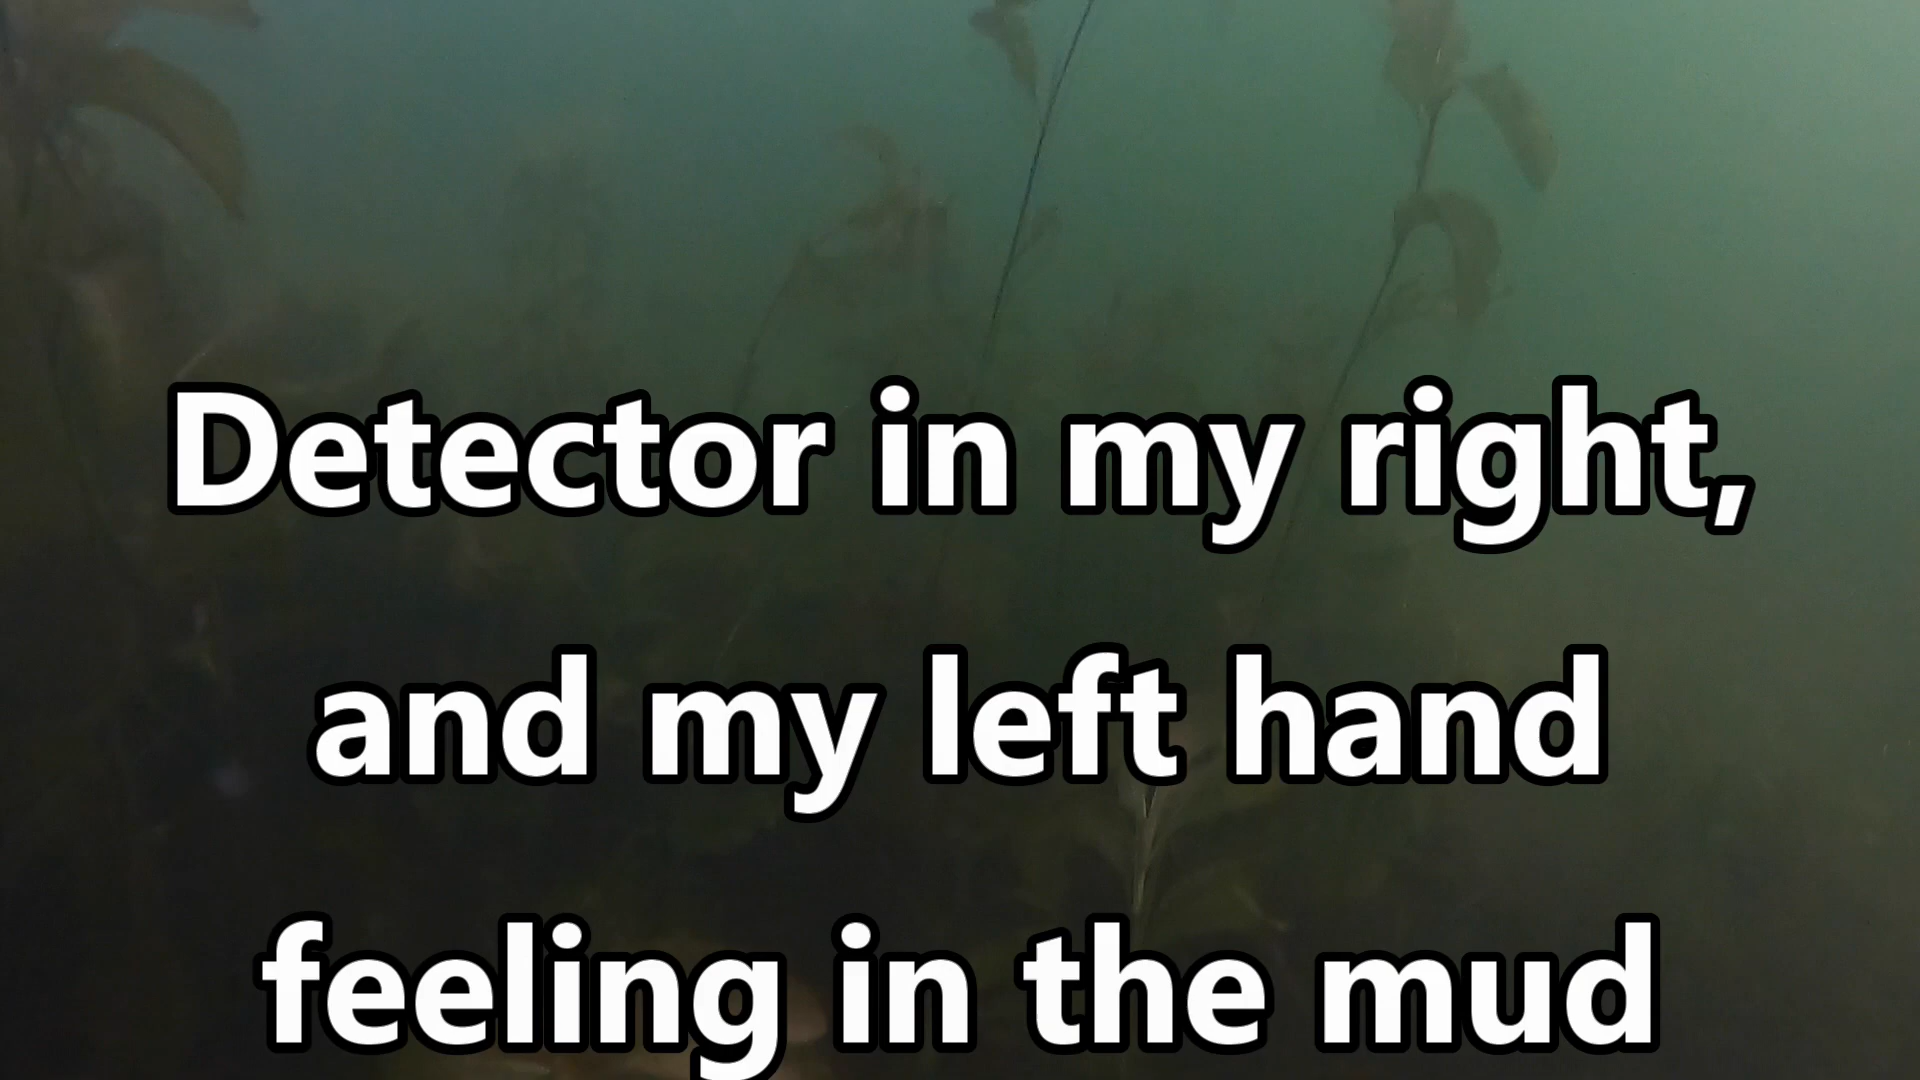 Detector in my right,
and my left hand
feeling in the mud